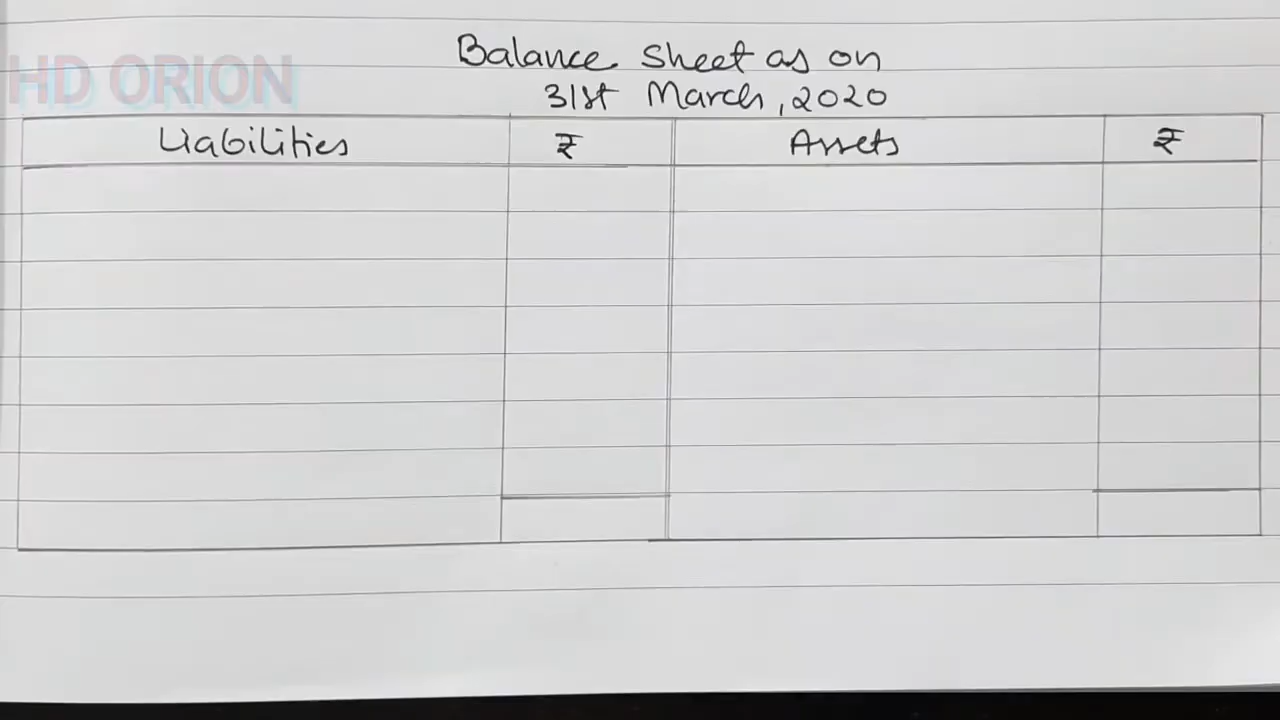 HD ORION
Balance Sheet as on
31st March, 2020
Liabilities ₹ Assets ₹